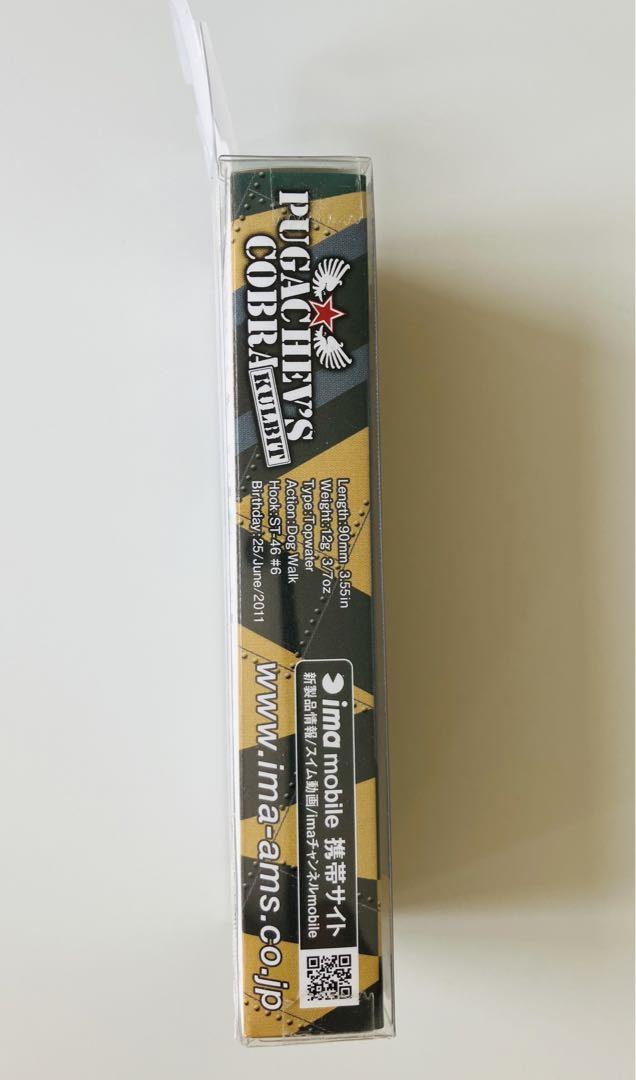 PUGACHEV'S
COBRA
KULBIT
Length:90mm 3.55in
Weight:12g 3/7oz
Type:Topwater
Action:Dog Walk
Hook:ST-46 #6
Birthday:25/June/2011
ima mobile 携帯サイト
新製品情報/スイム動画/imaチャンネルmobile
www.ima-ams.co.jp